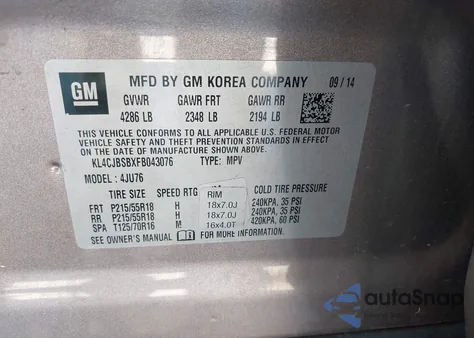 GM
MFD BY GM KOREA COMPANY 09/14
GVWR GAWR FRT GAWR RR
4286 LB 2348 LB 2194 LB
THIS VEHICLE CONFORMS TO ALL APPLICABLE U.S. FEDERAL MOTOR
VEHICLE SAFETY, BUMPER, AND THEFT PREVENTION STANDARDS IN EFFECT
ON THE DATE OF MANUFACTURE SHOWN ABOVE.
KL4CJBSBXFB043076 TYPE: MPV
MODEL : 4JU76
TIRE SIZE SPEED RTG RIM COLD TIRE PRESSURE
FRT P215/55R18 H 18x7.0J 240KPA, 35 PSI
RR P215/55R18 H 18x7.0J 240KPA, 35 PSI
SPA T125/70R16 M 16x4.0T 420KPA, 60 PSI
SEE OWNER'S MANUAL FOR MORE INFORMATION.
autoSnap